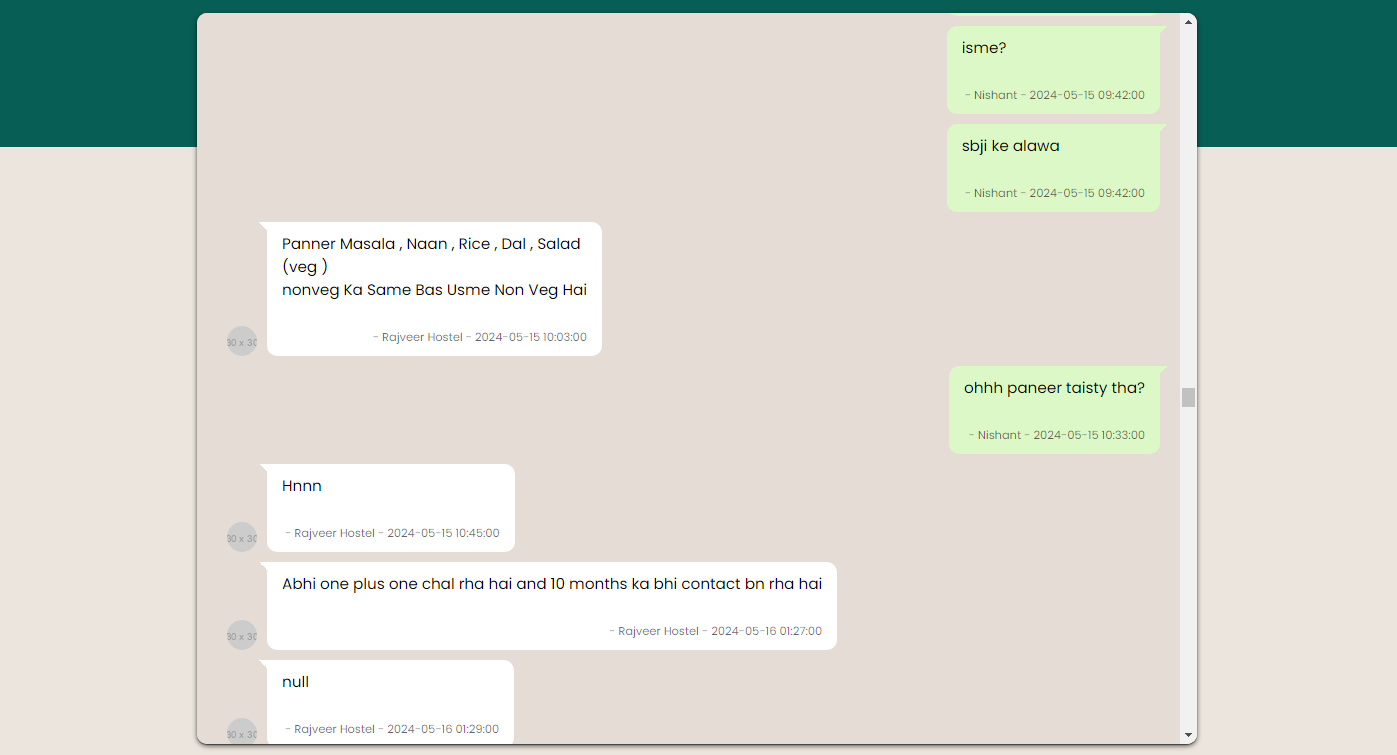 isme?
- Nishant - 2024-05-15 09:42:00
sbji ke alawa
- Nishant - 2024-05-15 09:42:00
Panner Masala , Naan , Rice , Dal , Salad
(veg )
nonveg Ka Same Bas Usme Non Veg Hai
- Rajveer Hostel - 2024-05-15 10:03:00
30 x 30
ohhh paneer taisty tha?
- Nishant - 2024-05-15 10:33:00
Hnnn
- Rajveer Hostel - 2024-05-15 10:45:00
30 x 30
Abhi one plus one chal rha hai and 10 months ka bhi contact bn rha hai
- Rajveer Hostel - 2024-05-16 01:27:00
30 x 30
null
- Rajveer Hostel - 2024-05-16 01:29:00
30 x 30